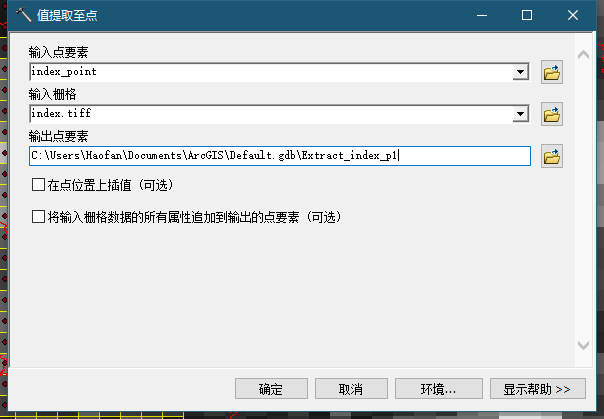 值提取至点
输入点要素
index_point
输入栅格
index.tiff
输出点要素
C:\Users\Haofan\Documents\ArcGIS\Default.gdb\Extract_index_p1
在点位置上插值（可选）
将输入栅格数据的所有属性追加到输出的点要素（可选）
确定 取消 环境... 显示帮助 >>